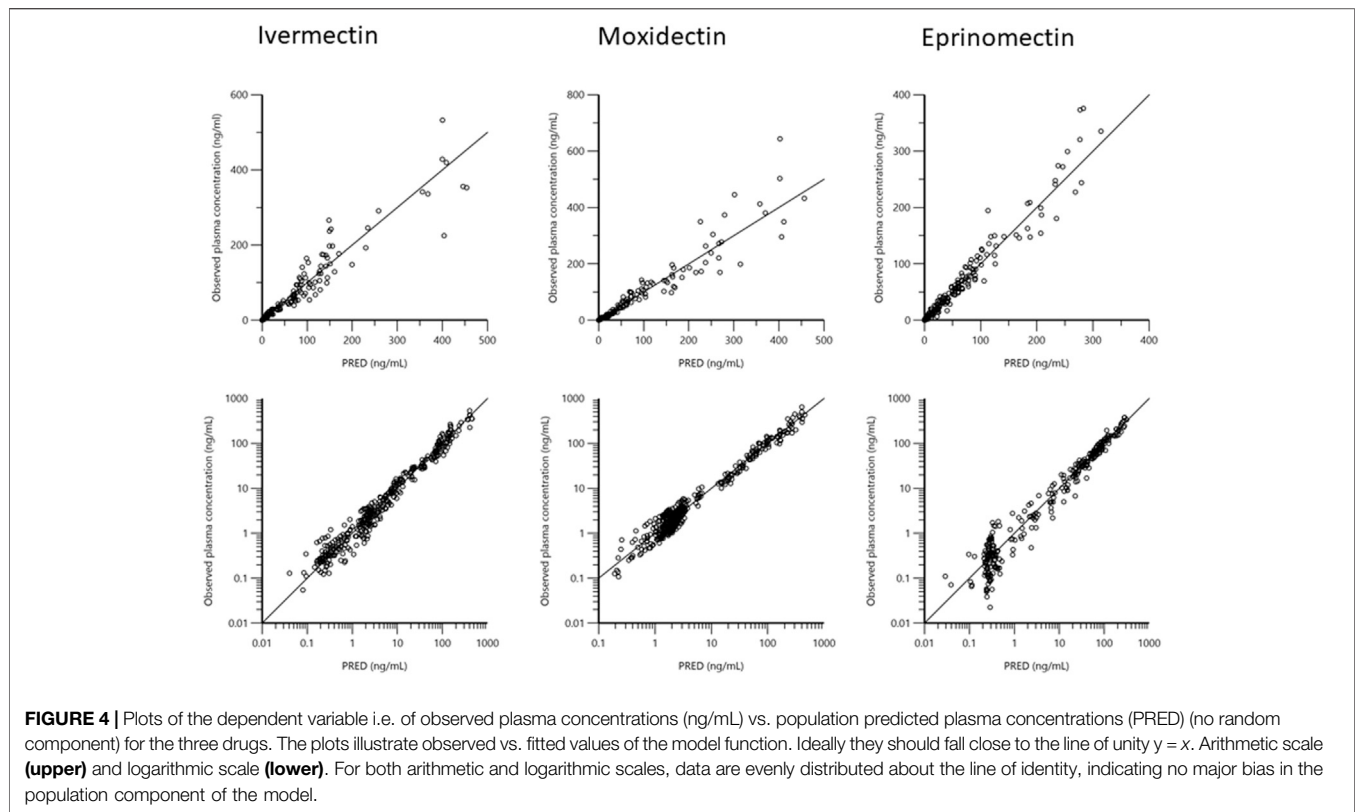 Ivermectin
Moxidectin
Eprinomectin
600
400
200
0
Observed plasma concentration (ng/ml)
0 100 200 300 400 500
PRED (ng/mL)
800
600
400
200
0
Observed plasma concentration (ng/mL)
0 100 200 300 400 500
PRED (ng/mL)
400
300
200
100
0
Observed plasma concentration (ng/mL)
0 100 200 300 400
PRED (ng/mL)
1000
100
10
1
0.1
0.01
Observed plasma concentration (ng/mL)
0.01 0.1 1 10 100 1000
PRED (ng/mL)
1000
100
10
1
0.1
0.01
Observed plasma concentration (ng/mL)
0.1 1 10 100 1000
PRED (ng/mL)
1000
100
10
1
0.1
0.01
Observed plasma concentration (ng/mL)
0.01 0.1 1 10 100 1000
PRED (ng/mL)
FIGURE 4 | Plots of the dependent variable i.e. of observed plasma concentrations (ng/mL) vs. population predicted plasma concentrations (PRED) (no random
component) for the three drugs. The plots illustrate observed vs. fitted values of the model function. Ideally they should fall close to the line of unity y = x. Arithmetic scale
(upper) and logarithmic scale (lower). For both arithmetic and logarithmic scales, data are evenly distributed about the line of identity, indicating no major bias in the
population component of the model.